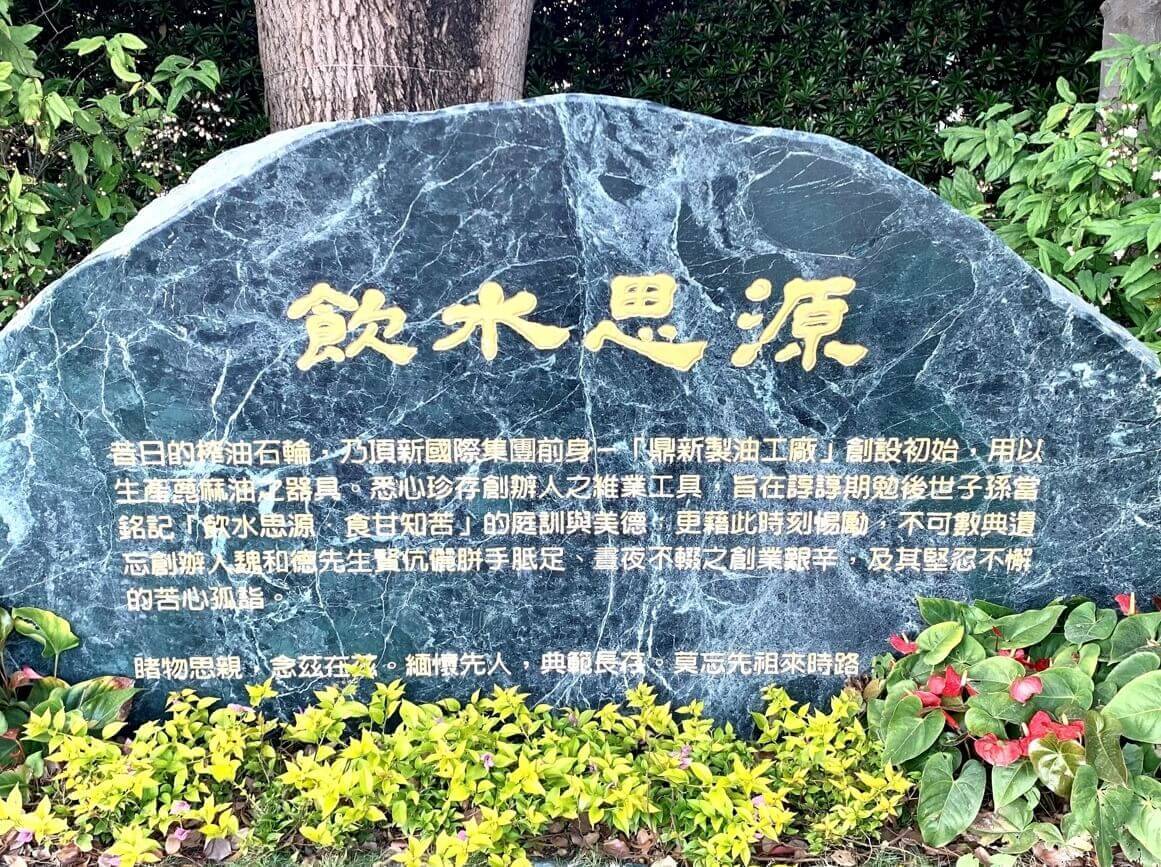 飲水思源
昔日的榨油石輪，乃頂新國際集團前身－「鼎新製油工廠」創設初始，用以
生產蓖麻油之器具。悉心珍存創辦人之維業工具，旨在諄諄期勉後世子孫當
銘記「飲水思源．食甘知苦」的庭訓與美德；更藉此時刻惕勵，不可數典遺
忘創辦人魏和德先生賢伉儷胼手胝足、晝夜不輟之創業艱辛，及其堅忍不懈
的苦心孤詣。
睹物思親，念茲在茲。緬懷先人，典範長存。莫忘先祖來時路